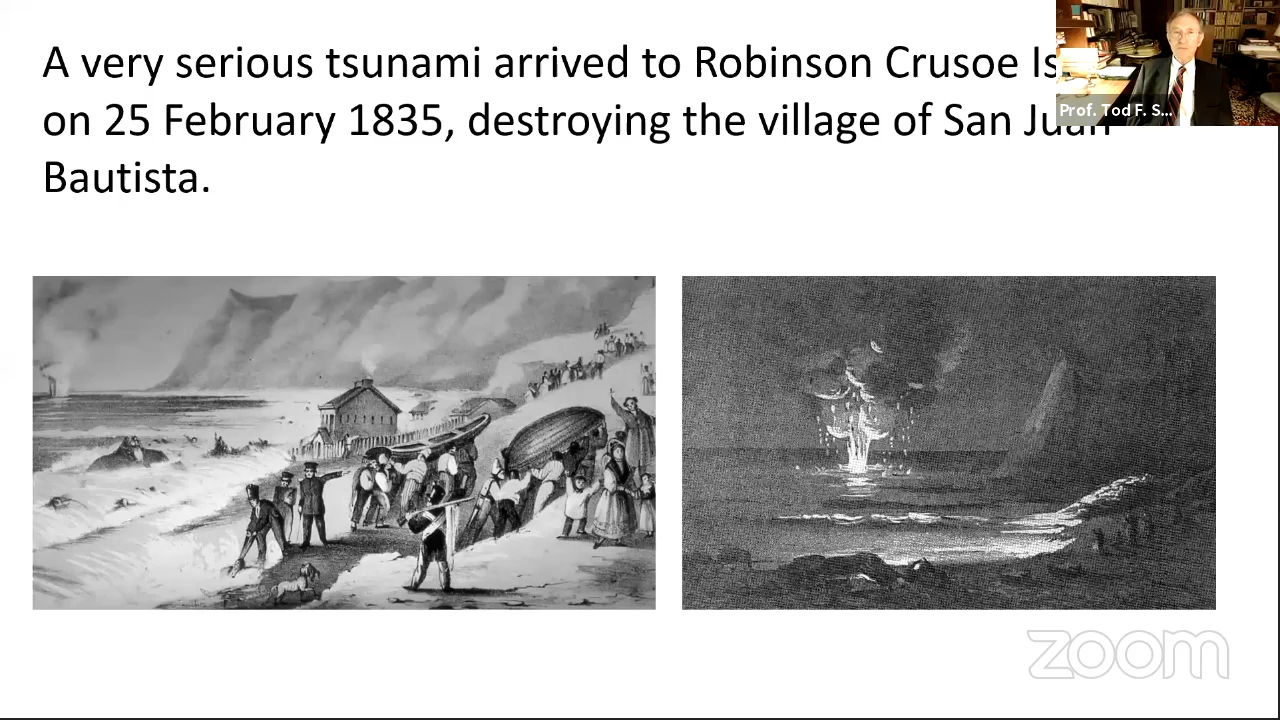 A very serious tsunami arrived to Robinson Crusoe Is
on 25 February 1835, destroying the village of San Juan
Bautista.
Prof. Tod F. S...
zoom